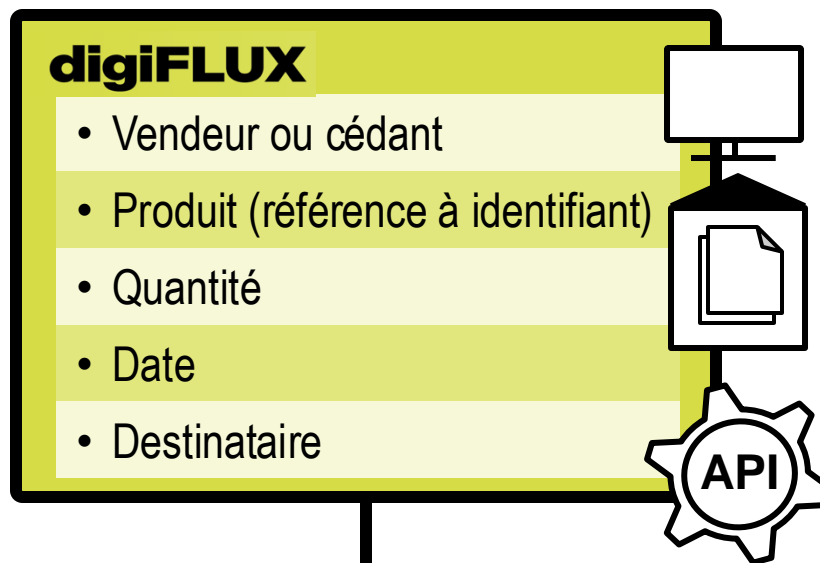 digiFLUX
• Vendeur ou cédant
• Produit (référence à identifiant)
• Quantité
• Date
• Destinataire
API